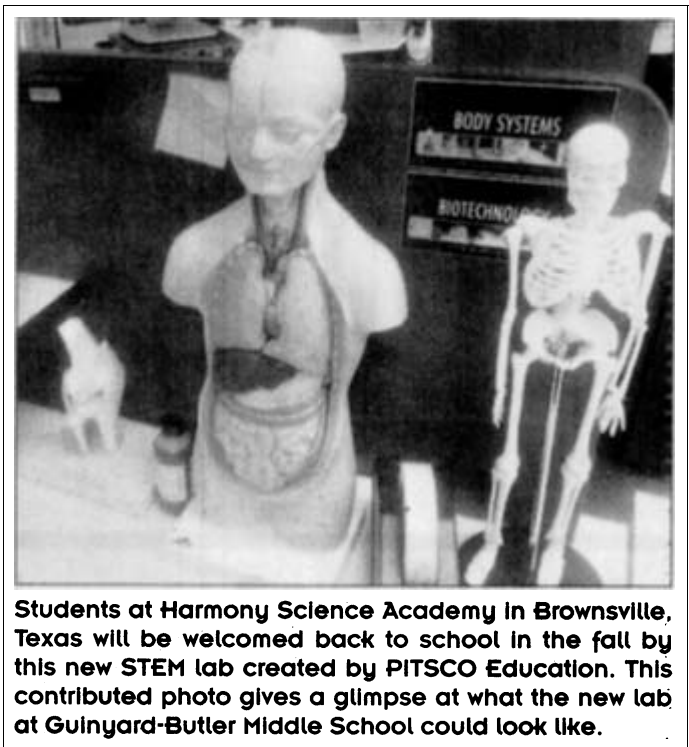 BODY SYSTEMS
BIOTECHNOLOGY
Students at Harmony Science Academy in Brownsville,
Texas will be welcomed back to school in the fall by
this new STEM lab created by PITSCO Education. This
contributed photo gives a glimpse at what the new lab
at Guinyard-Butler Middle School could look like.